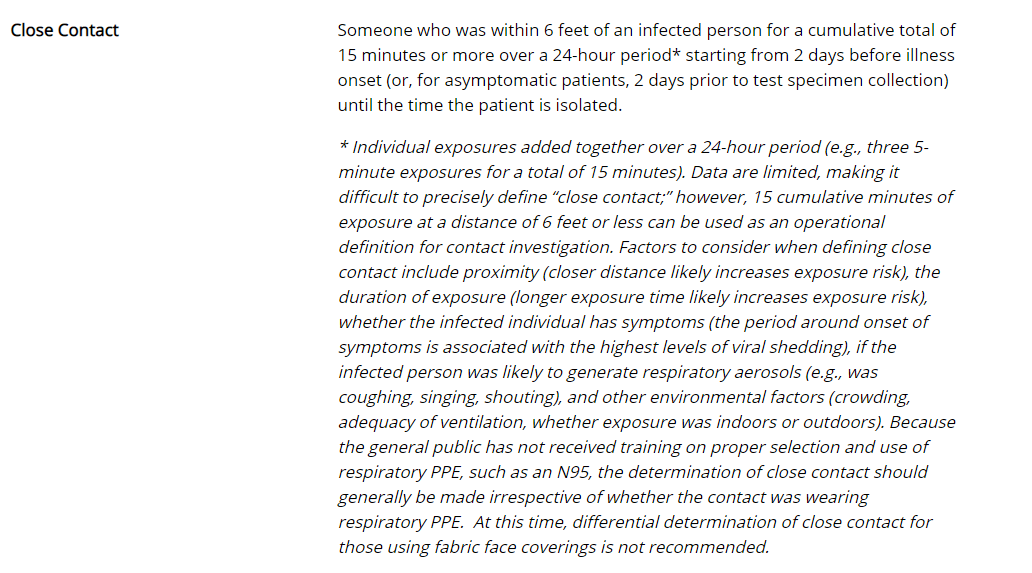 Close Contact
Someone who was within 6 feet of an infected person for a cumulative total of
15 minutes or more over a 24-hour period* starting from 2 days before illness
onset (or, for asymptomatic patients, 2 days prior to test specimen collection)
until the time the patient is isolated.
* Individual exposures added together over a 24-hour period (e.g., three 5-
minute exposures for a total of 15 minutes). Data are limited, making it
difficult to precisely define “close contact;” however, 15 cumulative minutes of
exposure at a distance of 6 feet or less can be used as an operational
definition for contact investigation. Factors to consider when defining close
contact include proximity (closer distance likely increases exposure risk), the
duration of exposure (longer exposure time likely increases exposure risk),
whether the infected individual has symptoms (the period around onset of
symptoms is associated with the highest levels of viral shedding), if the
infected person was likely to generate respiratory aerosols (e.g., was
coughing, singing, shouting), and other environmental factors (crowding,
adequacy of ventilation, whether exposure was indoors or outdoors). Because
the general public has not received training on proper selection and use of
respiratory PPE, such as an N95, the determination of close contact should
generally be made irrespective of whether the contact was wearing
respiratory PPE.  At this time, differential determination of close contact for
those using fabric face coverings is not recommended.